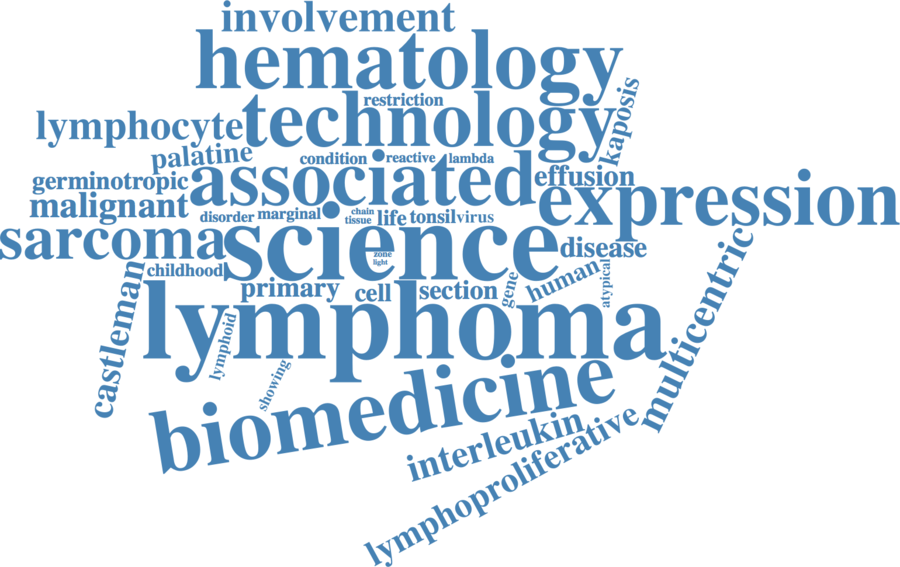 involvement
hematology
restriction
kaposis
lymphocyte
technology
palatine
condition
reactive
lambda
germinotropic
associated
effusion
malignant
expression
disorder
marginal
chain
tissue
life
tonsil
virus
sarcoma
science
zone
light
disease
childhood
castleman
primary
cell
section
gene
human
atypical
multicentric
lymphoma
lymphoid
showing
biomedicine
interleukin
lymphoproliferative